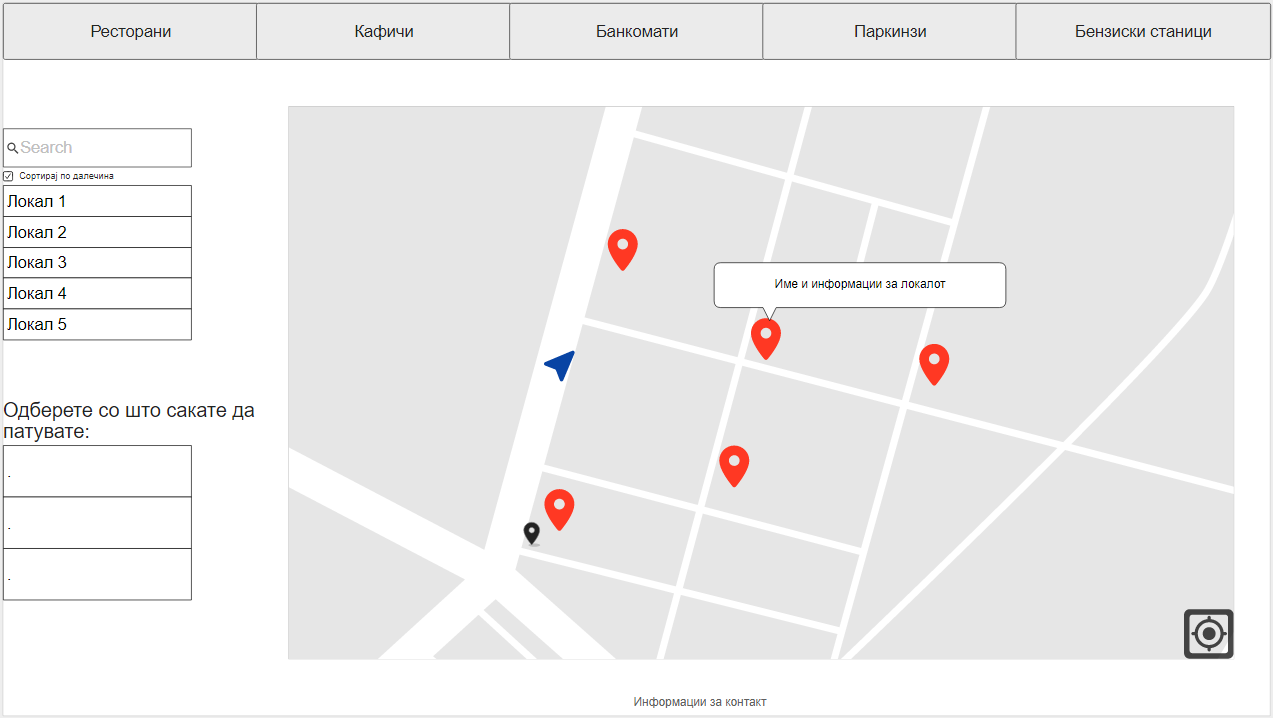 Ресторани
Кафичи
Банкомати
Паркинзи
Бензиски станици
Search
Сортирај по далечина
Локал 1
Локал 2
Локал 3
Локал 4
Локал 5
Име и информации за локалот
Одберете со што сакате да
патувате:
.
.
.
Информации за контакт